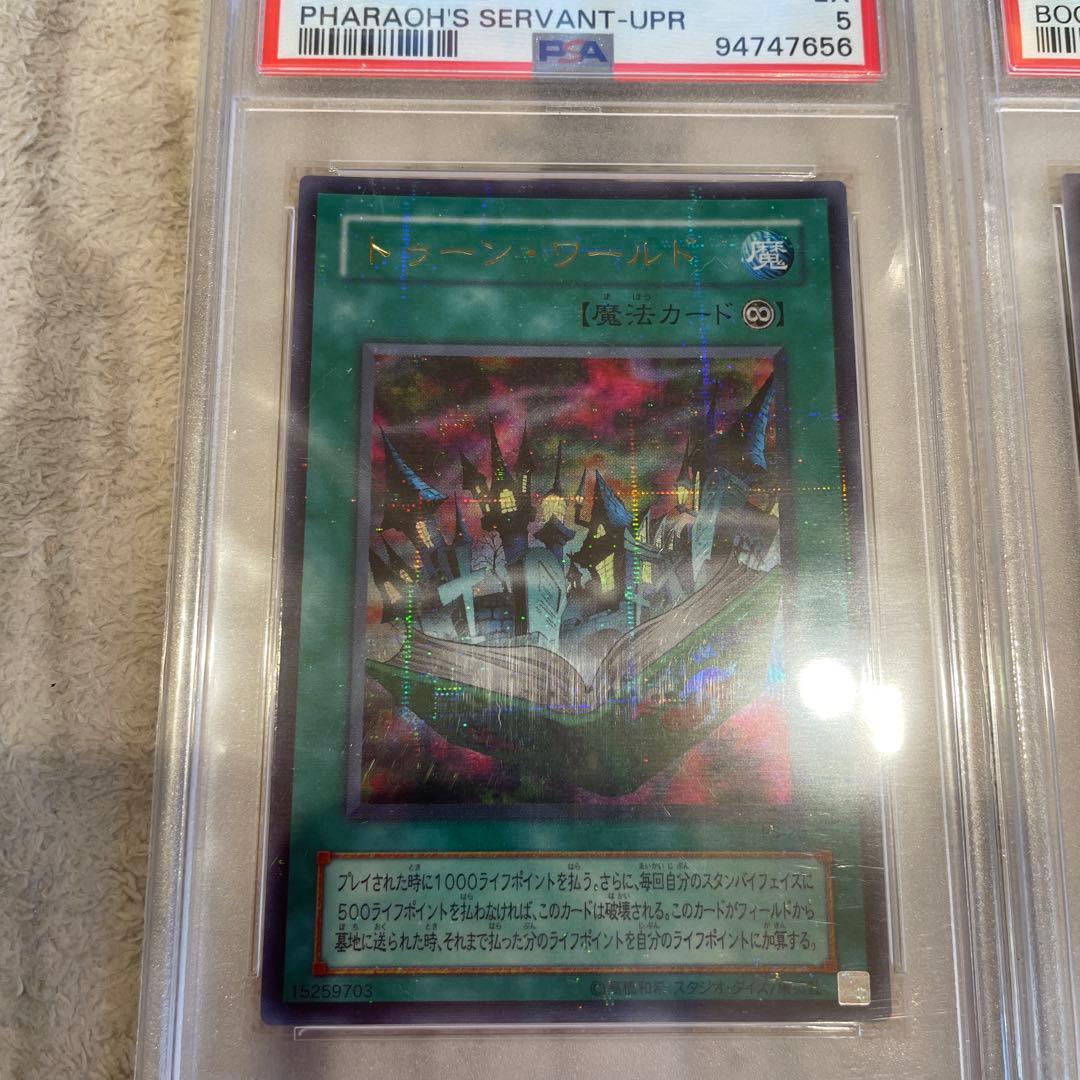 PHARAOH'S SERVANT-UPR
5
PSA
94747656
トゥーン・ワールド
魔
まほう
【魔法カード】
プレイされた時に1000ライフポイントを払う。さらに、毎回自分のスタンバイフェイズに
500ライフポイントを払わなければ、このカードは破壊される。このカードがフィールドから
墓地に送られた時、それまで払った分のライフポイントを自分のライフポイントに加算する。
15259703
©高橋和希 スタジオ・ダイス/